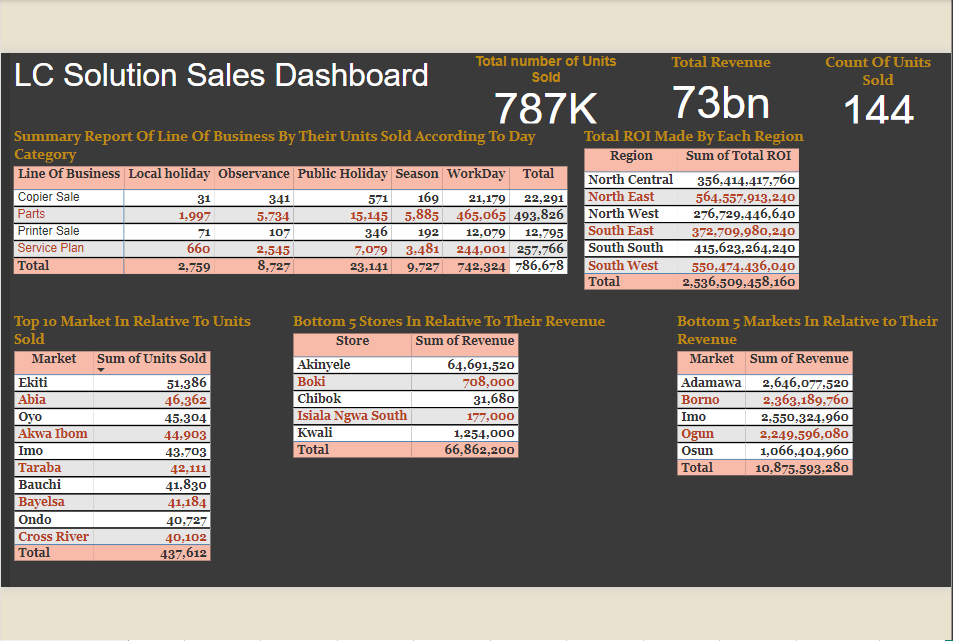 LC Solution Sales Dashboard
Total number of Units
Sold
787K
Total Revenue
73bn
Count Of Units
Sold
144
Summary Report Of Line Of Business By Their Units Sold According To Day
Category
Line Of Business Local holiday Observance Public Holiday Season WorkDay Total
Copier Sale 31 341 571 169 21,179 22,291
Parts 1,997 5,734 15,145 5,885 465,065 493,826
Printer Sale 71 107 346 192 12,079 12,795
Service Plan 660 2,545 7,079 3,481 244,001 257,766
Total 2,759 8,727 23,141 9,727 742,324 786,678
Total ROI Made By Each Region
Region Sum of Total ROI
North Central 356,414,417,760
North East 564,557,913,240
North West 276,729,446,640
South East 372,709,980,240
South South 415,623,264,240
South West 550,474,436,040
Total 2,536,509,458,160
Top 10 Market In Relative To Units
Sold
Market Sum of Units Sold
Ekiti 51,386
Abia 46,362
Oyo 45,304
Akwa Ibom 44,903
Imo 43,703
Taraba 42,111
Bauchi 41,830
Bayelsa 41,184
Ondo 40,727
Cross River 40,102
Total 437,612
Bottom 5 Stores In Relative To Their Revenue
Store Sum of Revenue
Akinyele 64,691,520
Boki 708,000
Chibok 31,680
Isiala Ngwa South 177,000
Kwali 1,254,000
Total 66,862,200
Bottom 5 Markets In Relative to Their
Revenue
Market Sum of Revenue
Adamawa 2,646,077,520
Borno 2,363,189,760
Imo 2,550,324,960
Ogun 2,249,596,080
Osun 1,066,404,960
Total 10,875,593,280